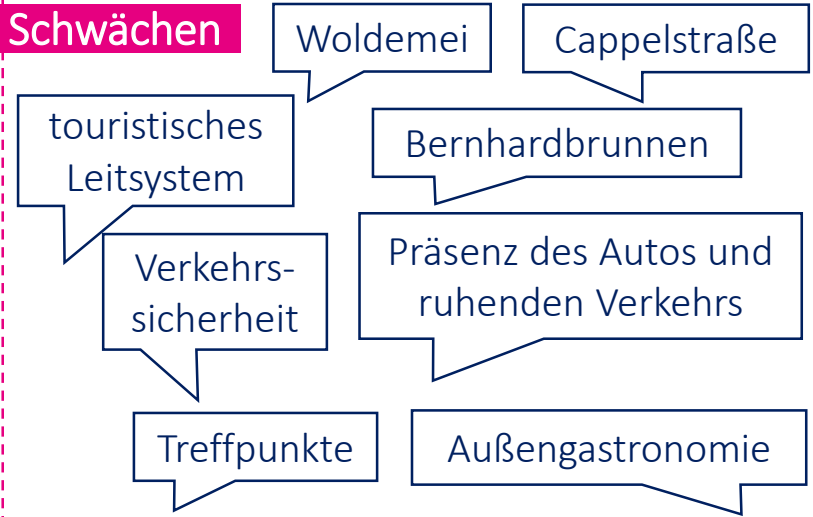 Schwächen
Woldemei
Cappelstraße
touristisches
Leitsystem
Bernhardbrunnen
Verkehrs-
sicherheit
Präsenz des Autos und
ruhenden Verkehrs
Treffpunkte
Außengastronomie